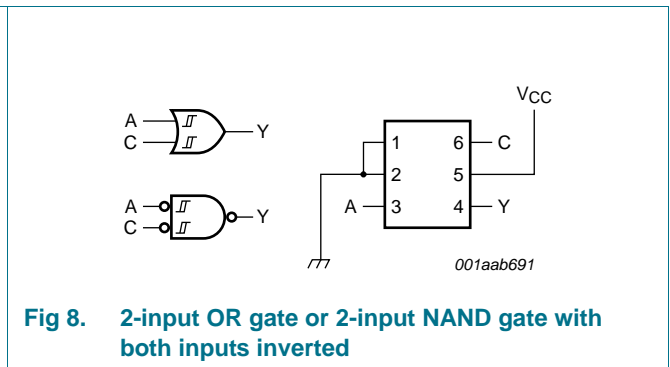 A
C
Y
A
C
Y
VCC
1 6 C
2 5
A 3 4 Y
001aab691
Fig 8. 2-input OR gate or 2-input NAND gate with
both inputs inverted